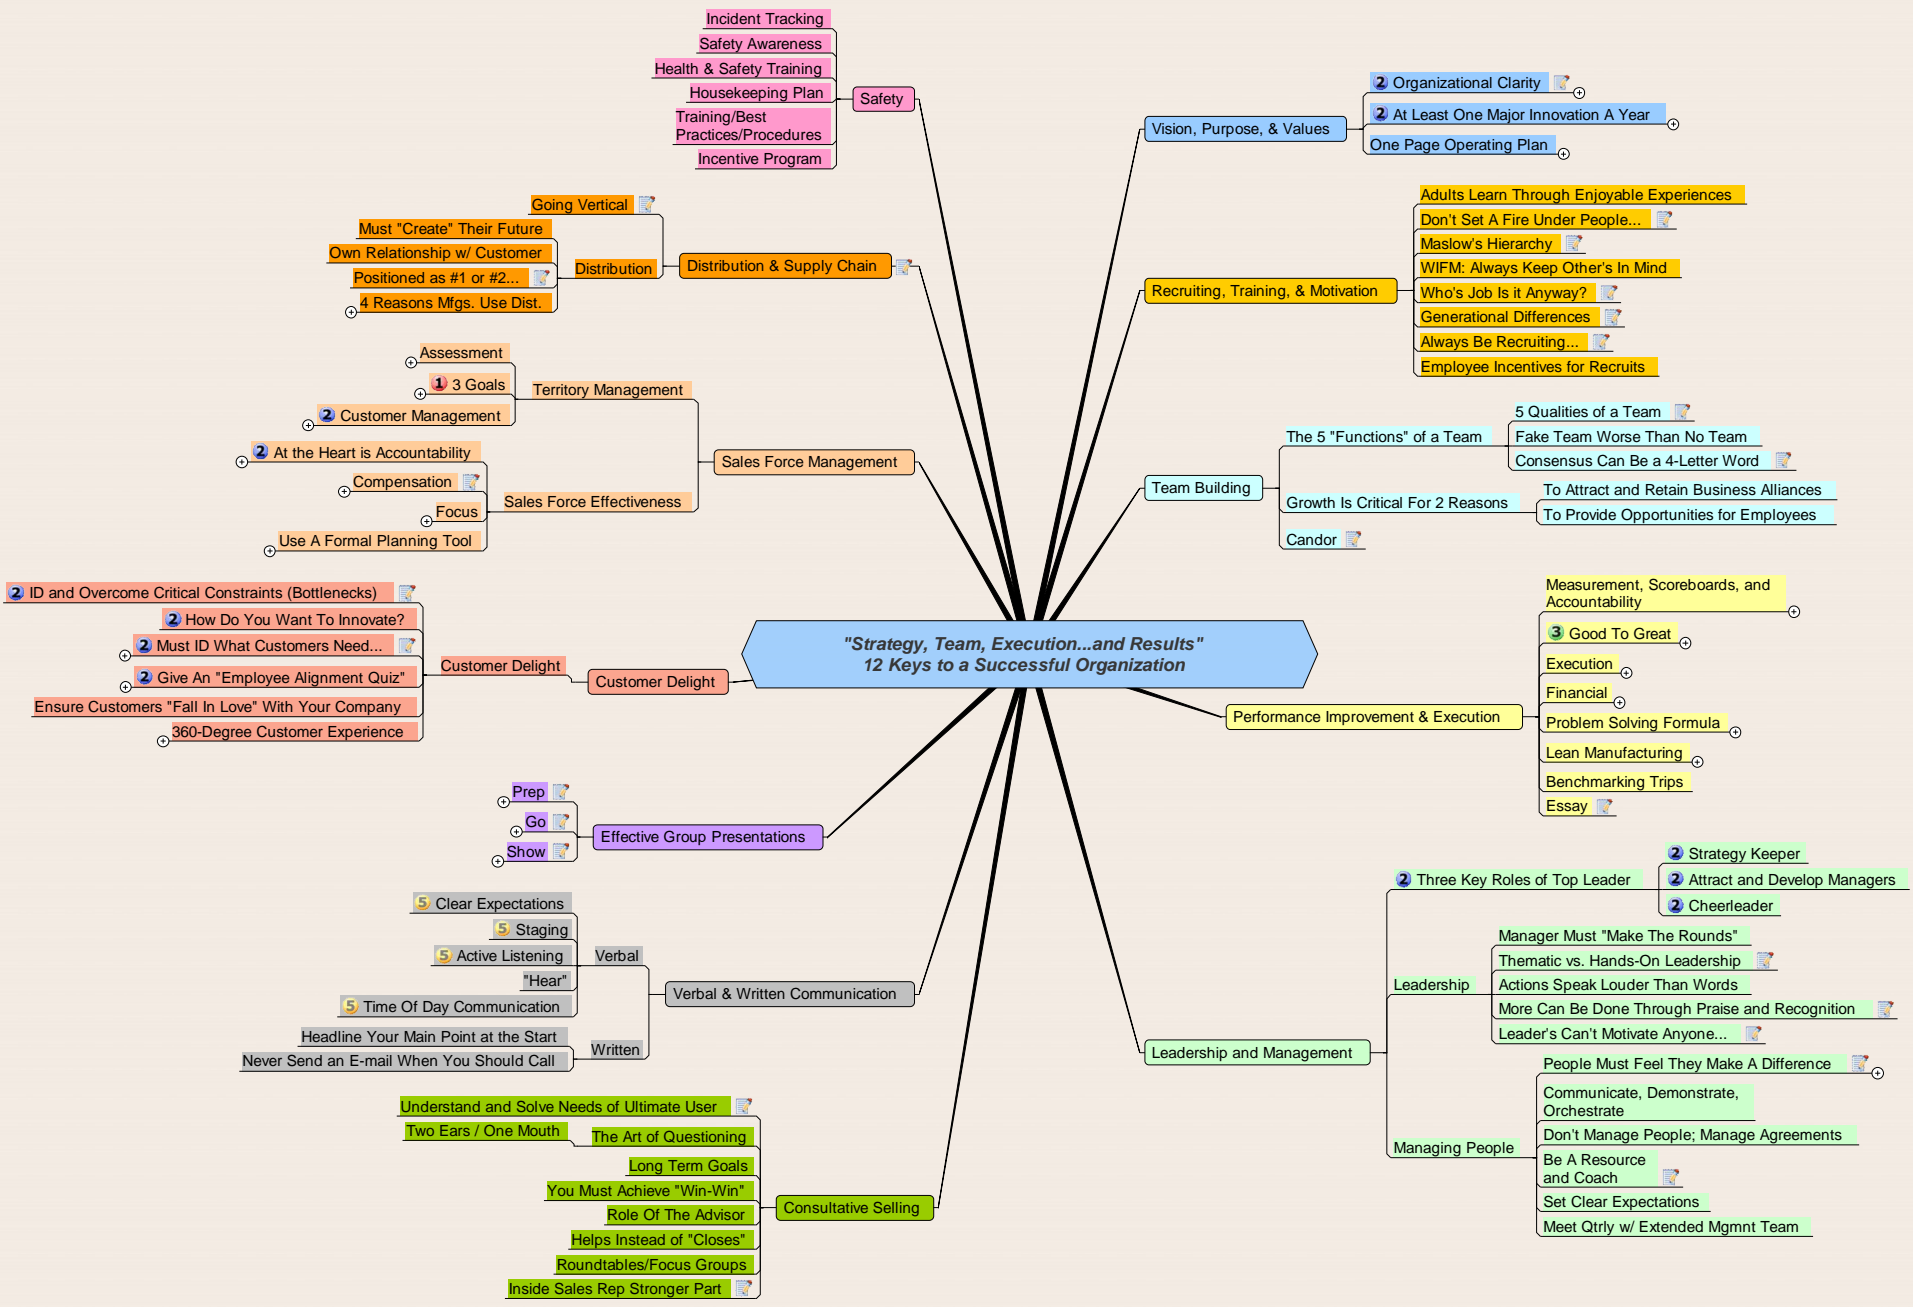 "Strategy, Team, Execution...and Results"
12 Keys to a Successful Organization
Vision, Purpose, & Values
2 Organizational Clarity
2 At Least One Major Innovation A Year
One Page Operating Plan
Recruiting, Training, & Motivation
Adults Learn Through Enjoyable Experiences
Don't Set A Fire Under People...
Maslow's Hierarchy
WIFM: Always Keep Other's In Mind
Who's Job Is it Anyway?
Generational Differences
Always Be Recruiting...
Employee Incentives for Recruits
Team Building
The 5 "Functions" of a Team
5 Qualities of a Team
Fake Team Worse Than No Team
Consensus Can Be a 4-Letter Word
Growth Is Critical For 2 Reasons
To Attract and Retain Business Alliances
To Provide Opportunities for Employees
Candor
Performance Improvement & Execution
Measurement, Scoreboards, and
Accountability
3 Good To Great
Execution
Financial
Problem Solving Formula
Lean Manufacturing
Benchmarking Trips
Essay
Leadership and Management
2 Three Key Roles of Top Leader
2 Strategy Keeper
2 Attract and Develop Managers
2 Cheerleader
Leadership
Manager Must "Make The Rounds"
Thematic vs. Hands-On Leadership
Actions Speak Louder Than Words
More Can Be Done Through Praise and Recognition
Leader's Can't Motivate Anyone...
Managing People
People Must Feel They Make A Difference
Communicate, Demonstrate,
Orchestrate
Don't Manage People; Manage Agreements
Be A Resource
and Coach
Set Clear Expectations
Meet Qtrly w/ Extended Mgmnt Team
Safety
Incident Tracking
Safety Awareness
Health & Safety Training
Housekeeping Plan
Training/Best
Practices/Procedures
Incentive Program
Distribution & Supply Chain
Going Vertical
Distribution
Must "Create" Their Future
Own Relationship w/ Customer
Positioned as #1 or #2...
4 Reasons Mfgs. Use Dist.
Sales Force Management
Territory Management
Assessment
1 3 Goals
2 Customer Management
Sales Force Effectiveness
2 At the Heart is Accountability
Compensation
Focus
Use A Formal Planning Tool
Customer Delight
Customer Delight
2 ID and Overcome Critical Constraints (Bottlenecks)
2 How Do You Want To Innovate?
2 Must ID What Customers Need...
2 Give An "Employee Alignment Quiz"
Ensure Customers "Fall In Love" With Your Company
360-Degree Customer Experience
Effective Group Presentations
Prep
Go
Show
Verbal & Written Communication
Verbal
5 Clear Expectations
5 Staging
5 Active Listening
"Hear"
5 Time Of Day Communication
Written
Headline Your Main Point at the Start
Never Send an E-mail When You Should Call
Consultative Selling
Understand and Solve Needs of Ultimate User
The Art of Questioning
Two Ears / One Mouth
Long Term Goals
You Must Achieve "Win-Win"
Role Of The Advisor
Helps Instead of "Closes"
Roundtables/Focus Groups
Inside Sales Rep Stronger Part